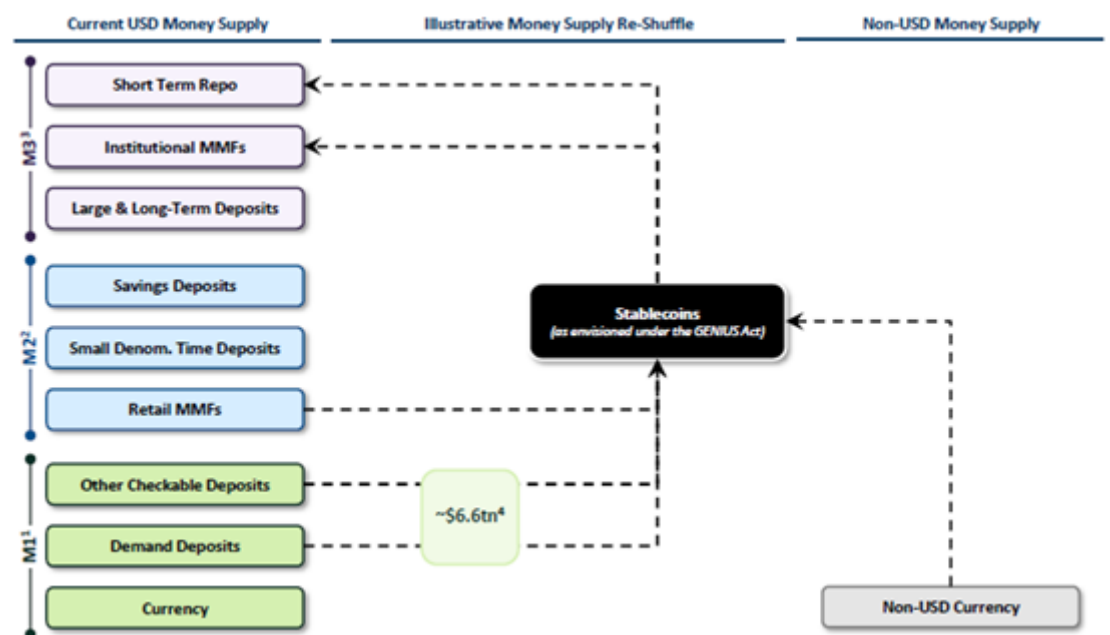 Current USD Money Supply
Illustrative Money Supply Re-Shuffle
Non-USD Money Supply
M3³
Short Term Repo
Institutional MMFs
Large & Long-Term Deposits
M2²
Savings Deposits
Small Denom. Time Deposits
Retail MMFs
Stablecoins
(as envisioned under the GENIUS Act)
M1¹
Other Checkable Deposits
Demand Deposits
Currency
~$6.6tn⁴
Non-USD Currency